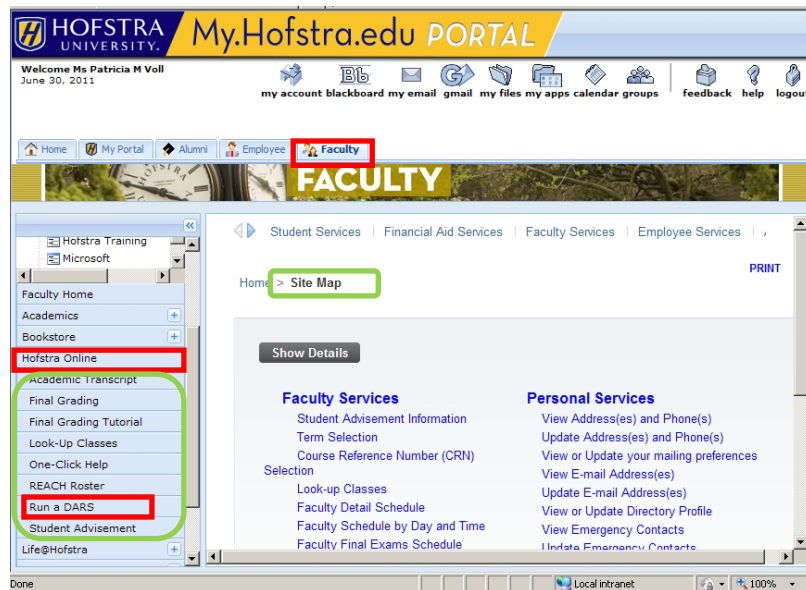 HOFSTRA
UNIVERSITY.
My.Hofstra.edu PORTAL
Welcome Ms Patricia M Voll
June 30, 2011
my account blackboard my email gmail my files my apps calendar groups feedback help logout
Home My Portal Alumni Employee Faculty
FACULTY
Hofstra Training
Microsoft
Faculty Home
Academics
Bookstore
Hofstra Online
Academic Transcript
Final Grading
Final Grading Tutorial
Look-Up Classes
One-Click Help
REACH Roster
Run a DARS
Student Advisement
Life@Hofstra
Student Services | Financial Aid Services | Faculty Services | Employee Services |
PRINT
Home > Site Map
Show Details
Faculty Services
Student Advisement Information
Term Selection
Course Reference Number (CRN)
Selection
Look-up Classes
Faculty Detail Schedule
Faculty Schedule by Day and Time
Faculty Final Exams Schedule
Personal Services
View Address(es) and Phone(s)
Update Address(es) and Phone(s)
View or Update your mailing preferences
View E-mail Address(es)
Update E-mail Address(es)
View or Update Directory Profile
View Emergency Contacts
Update Emergency Contacts
Done
Local intranet
100%